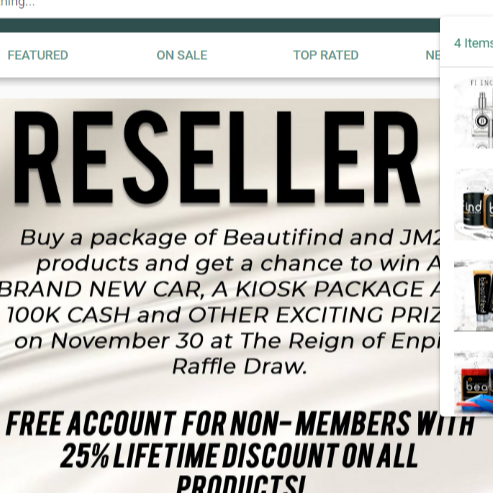 FEATURED ON SALE TOP RATED NE
4 Items
RESELLER
Buy a package of Beautifind and JM2
products and get a chance to win A
BRAND NEW CAR, A KIOSK PACKAGE A
100K CASH and OTHER EXCITING PRIZ
on November 30 at The Reign of Enpi
Raffle Draw.
FREE ACCOUNT FOR NON-MEMBERS WITH
25% LIFETIME DISCOUNT ON ALL
PRODUCTS!